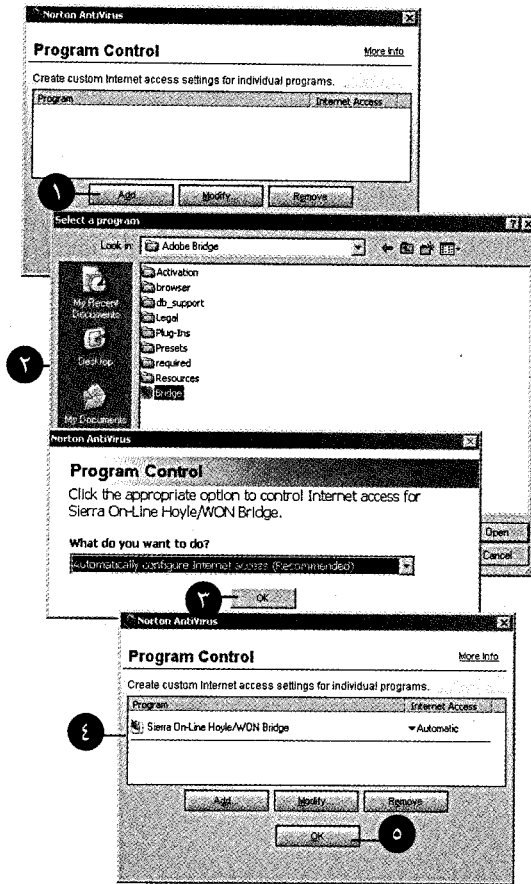 Norton AntiVirus
Program Control
More Info
Create custom Internet access settings for individual programs.
Program Internet Access
١
Add Modify Remove
Select a program
Look in: Adobe Bridge
Activation
browser
db_support
Legal
Plug-Ins
Presets
required
Resources
Bridge
My Recent
Documents
Desktop
My Documents
٢
Open
Cancel
Norton AntiVirus
Program Control
Click the appropriate option to control Internet access for
Sierra On-Line Hoyle/WON Bridge.
What do you want to do?
Automatically configure Internet access (Recommended)
٣
OK
Norton AntiVirus
Program Control
More Info
Create custom Internet access settings for individual programs.
Program Internet Access
٤
Sierra On-Line Hoyle/WON Bridge Automatic
Add Modify Remove
OK
٥